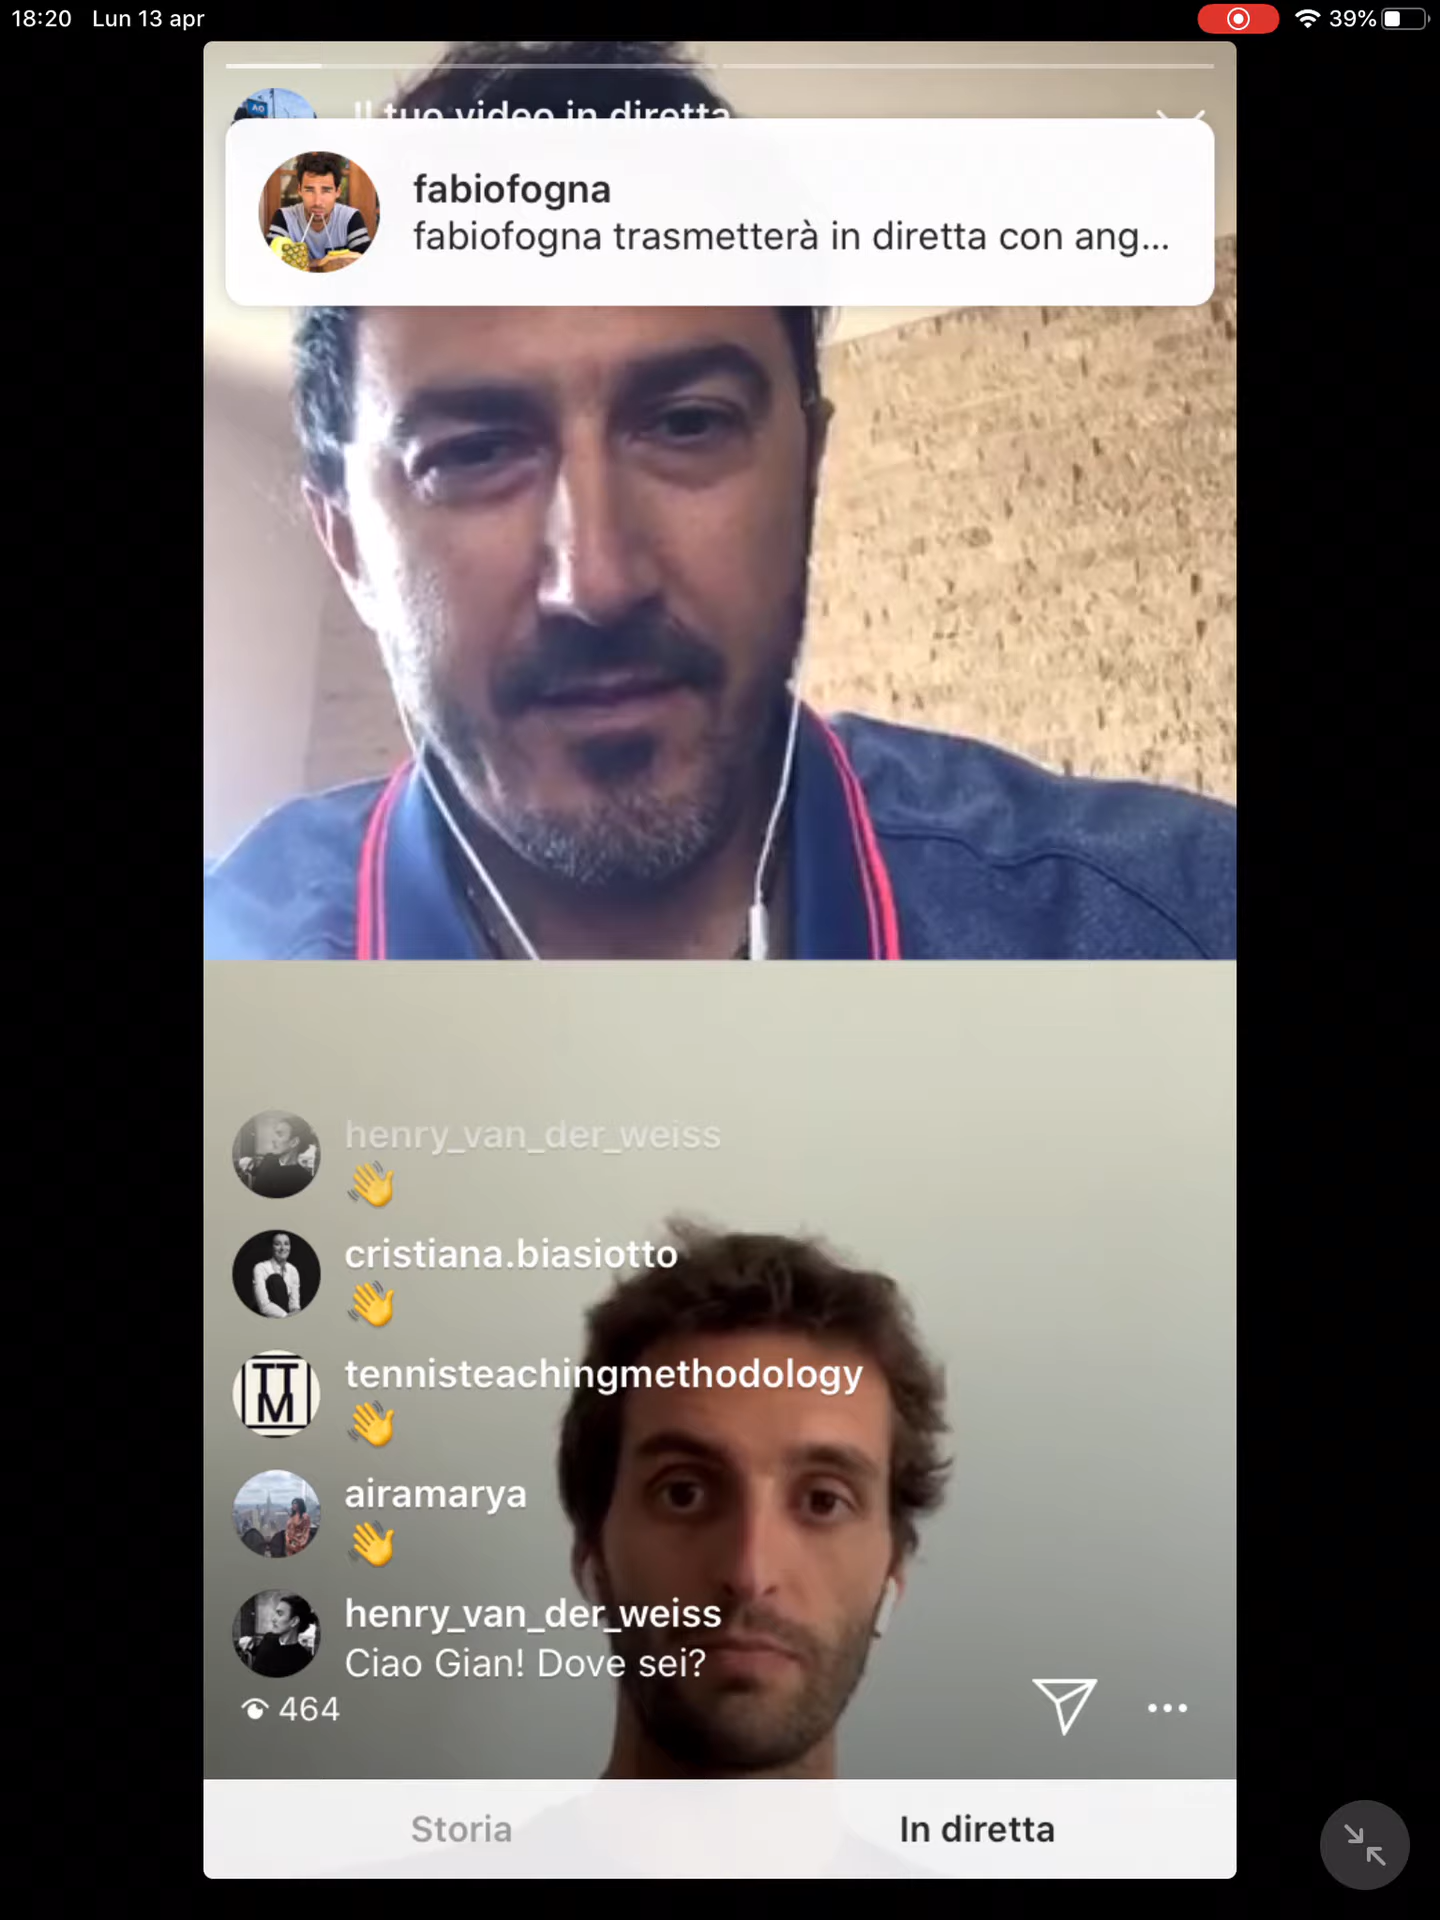 18:20 Lun 13 apr
39%
Il tuo video in diretta
fabiofogna
fabiofogna trasmetterà in diretta con ang...
henry_van_der_weiss
👋
cristiana.biasiotto
👋
tennisteachingmethodology
👋
TTM
airamarya
👋
henry_van_der_weiss
Ciao Gian! Dove sei?
464
Storia
In diretta